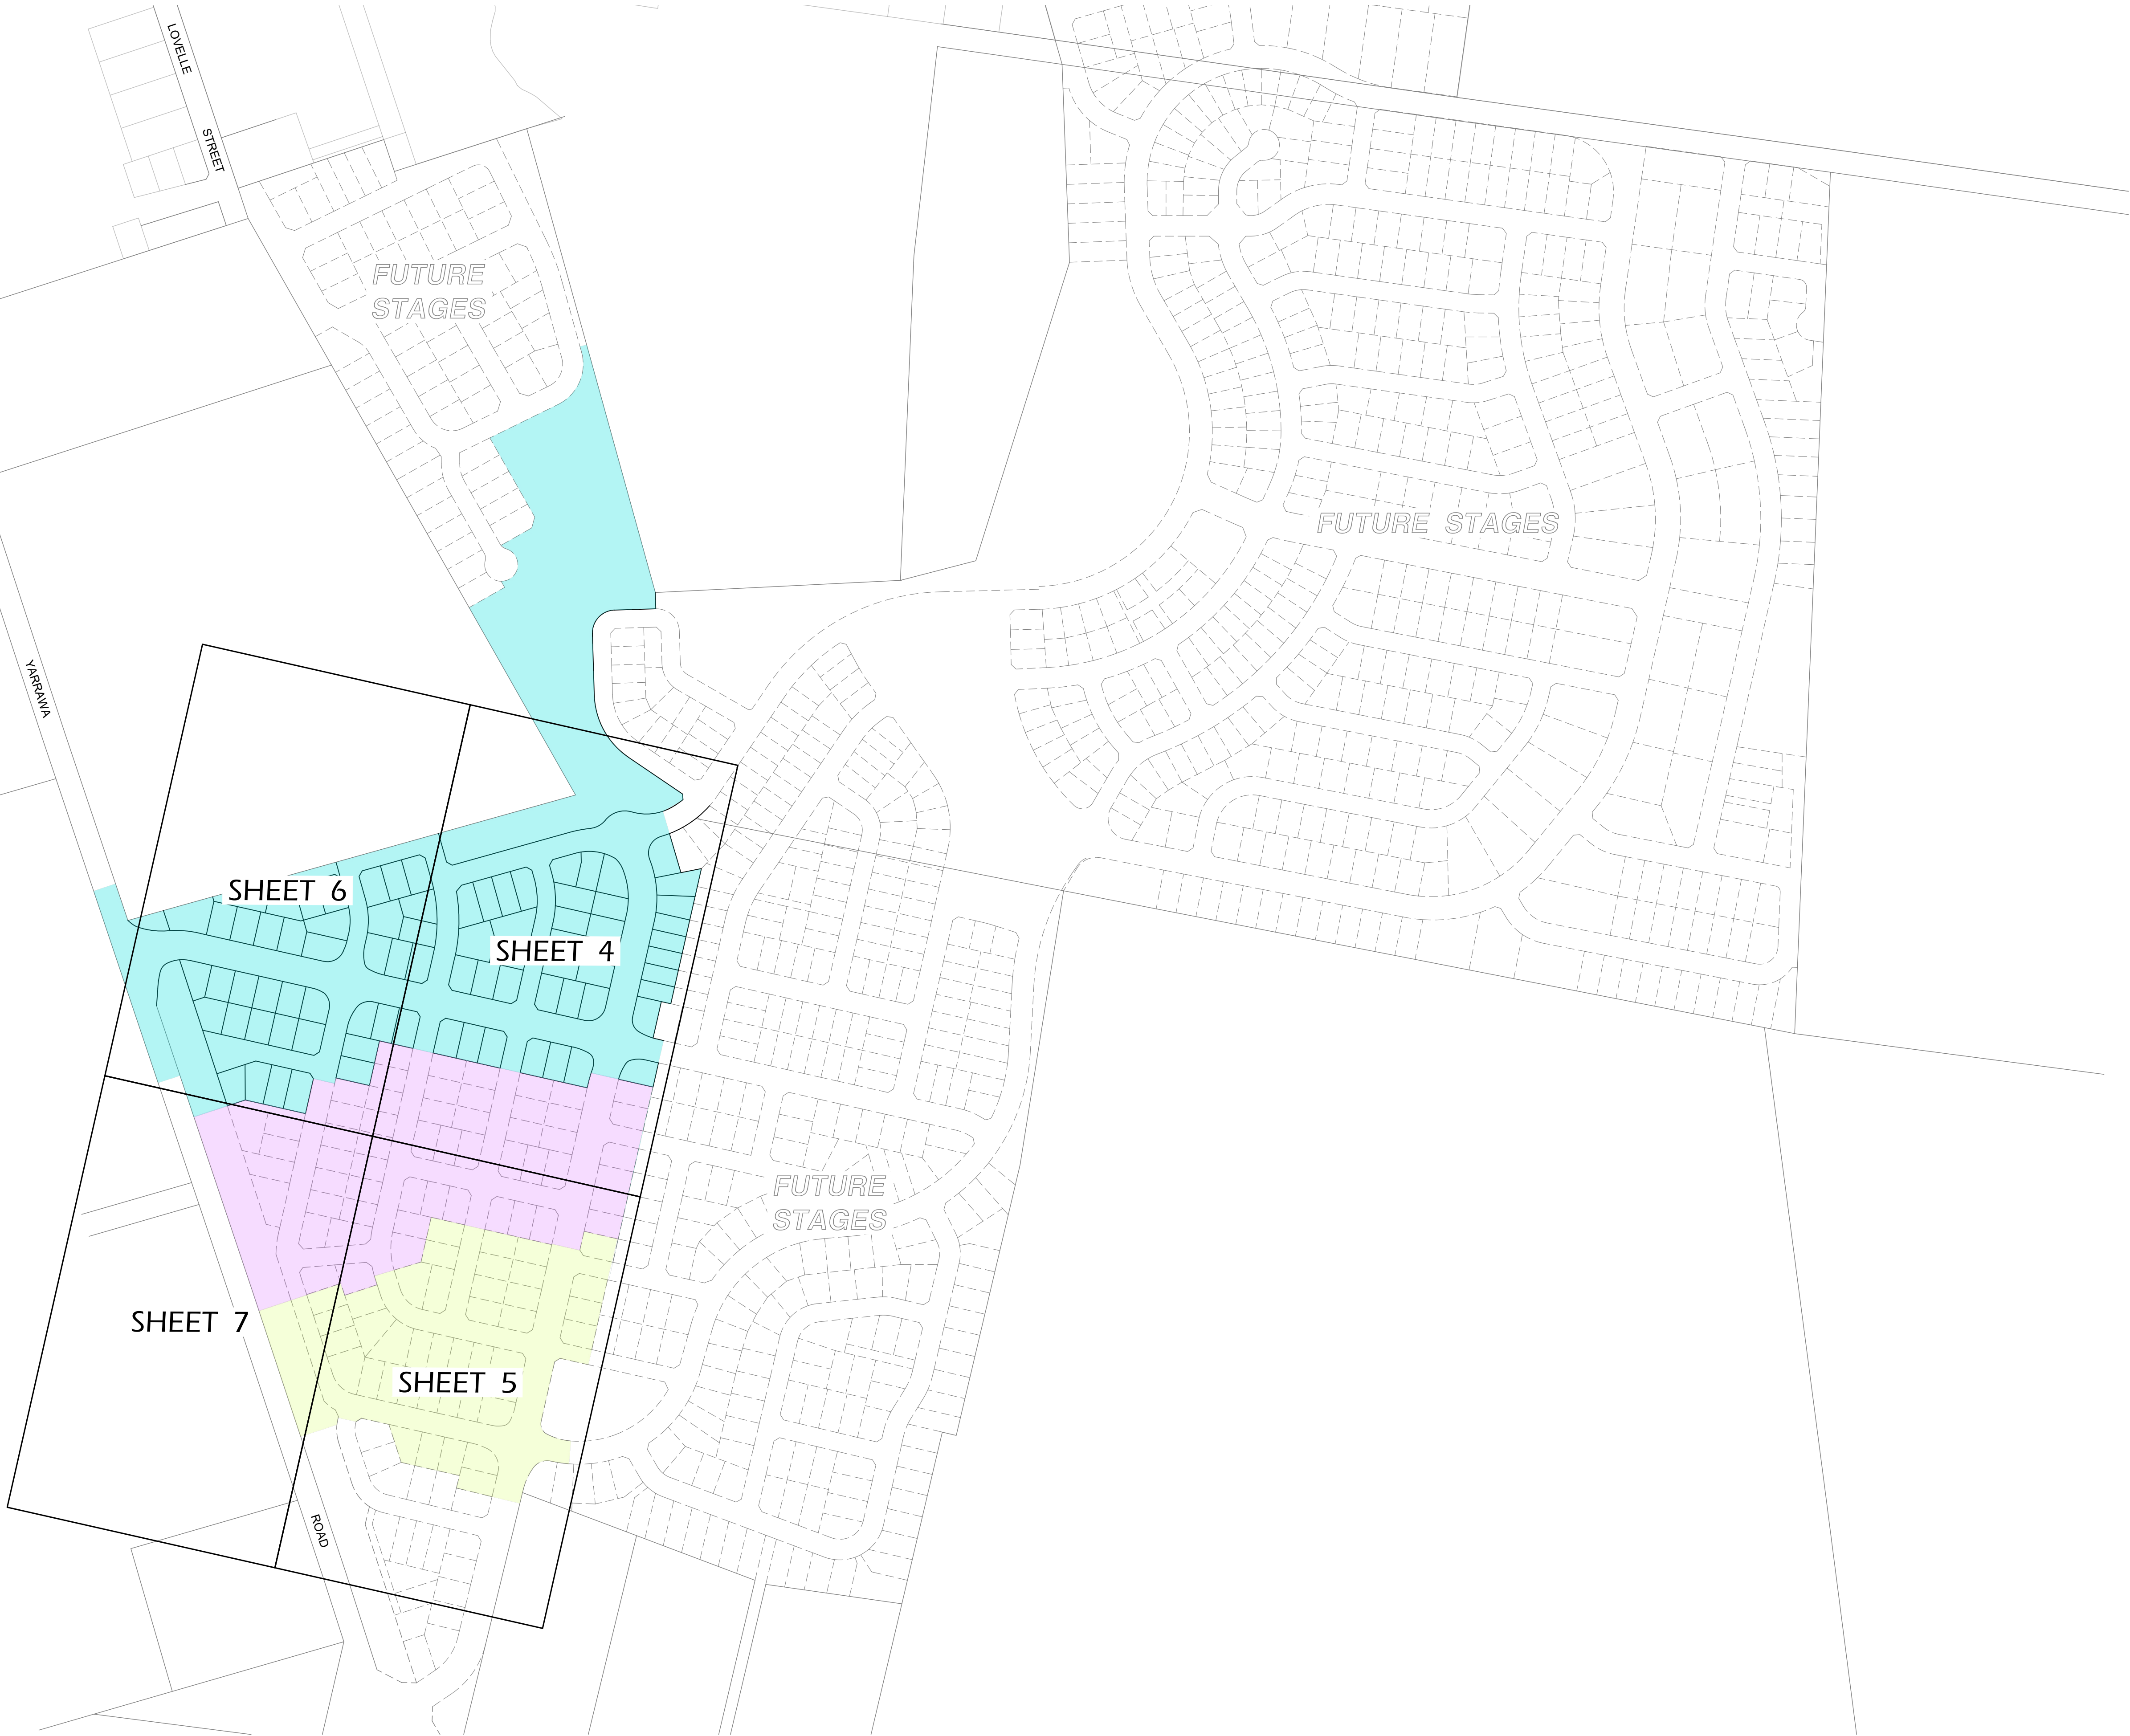 LOVELLE
STREET
FUTURE
STAGES
FUTURE STAGES
YARRAWA
SHEET 6
SHEET 4
FUTURE
STAGES
SHEET 7
SHEET 5
ROAD